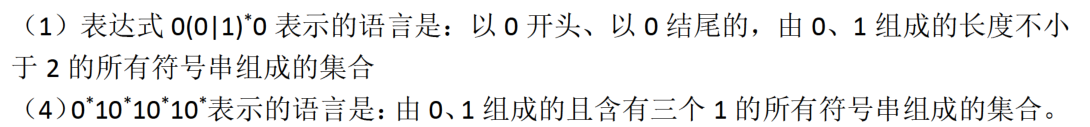 （1）表达式 0(0|1)*0 表示的语言是：以 0 开头、以 0 结尾的，由 0、1 组成的长度不小
于 2 的所有符号串组成的集合
（4）0*10*10*10*表示的语言是：由 0、1 组成的且含有三个 1 的所有符号串组成的集合。